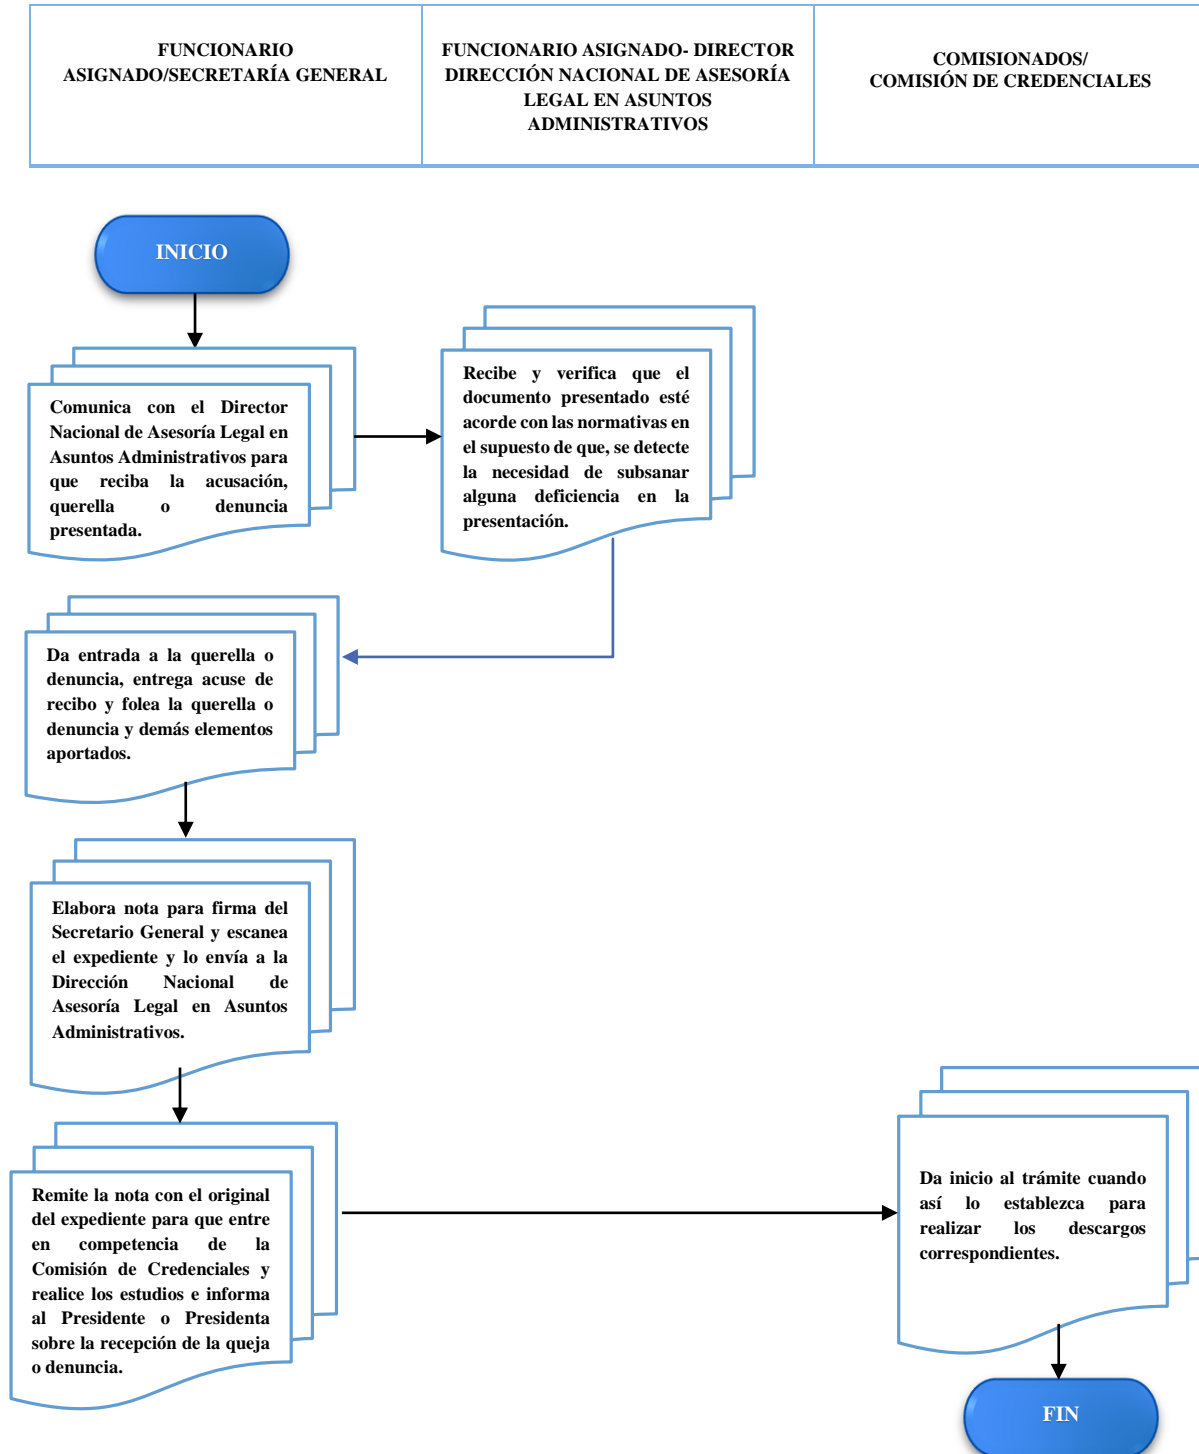 FUNCIONARIO
ASIGNADO/SECRETARÍA GENERAL
FUNCIONARIO ASIGNADO- DIRECTOR
DIRECCIÓN NACIONAL DE ASESORÍA
LEGAL EN ASUNTOS
ADMINISTRATIVOS
COMISIONADOS/
COMISIÓN DE CREDENCIALES
INICIO
Comunica con el Director
Nacional de Asesoría Legal en
Asuntos Administrativos para
que reciba la acusación,
querella o denuncia
presentada.
Recibe y verifica que el
documento presentado esté
acorde con las normativas en
el supuesto de que, se detecte
la necesidad de subsanar
alguna deficiencia en la
presentación.
Da entrada a la querella o
denuncia, entrega acuse de
recibo y folea la querella o
denuncia y demás elementos
aportados.
Elabora nota para firma del
Secretario General y escanea
el expediente y lo envía a la
Dirección Nacional de
Asesoría Legal en Asuntos
Administrativos.
Remite la nota con el original
del expediente para que entre
en competencia de la
Comisión de Credenciales y
realice los estudios e informa
al Presidente o Presidenta
sobre la recepción de la queja
o denuncia.
Da inicio al trámite cuando
así lo establezca para
realizar los descargos
correspondientes.
FIN